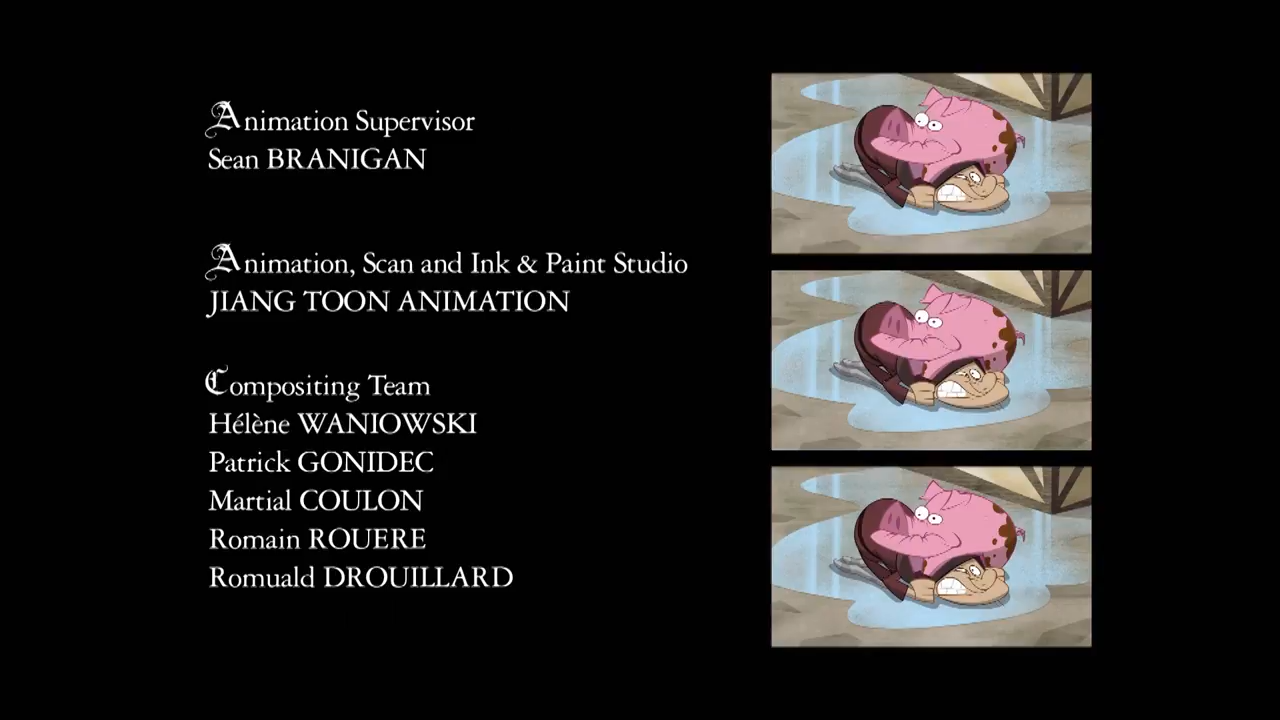 Animation Supervisor
Sean BRANIGAN
Animation, Scan and Ink & Paint Studio
JIANG TOON ANIMATION
Compositing Team
Hélène WANIOWSKI
Patrick GONIDEC
Martial COULON
Romain ROUERE
Romuald DROUILLARD